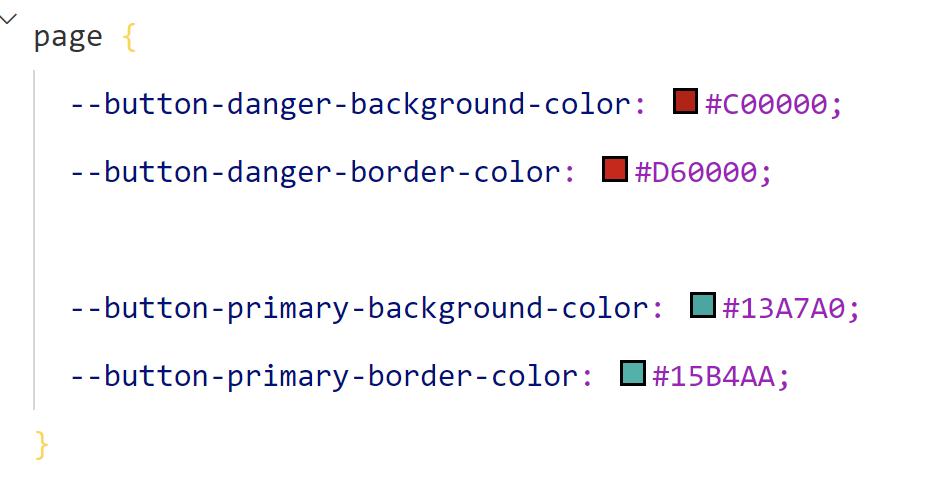 page {
--button-danger-background-color: #C00000;
--button-danger-border-color: #D60000;
--button-primary-background-color: #13A7A0;
--button-primary-border-color: #15B4AA;
}